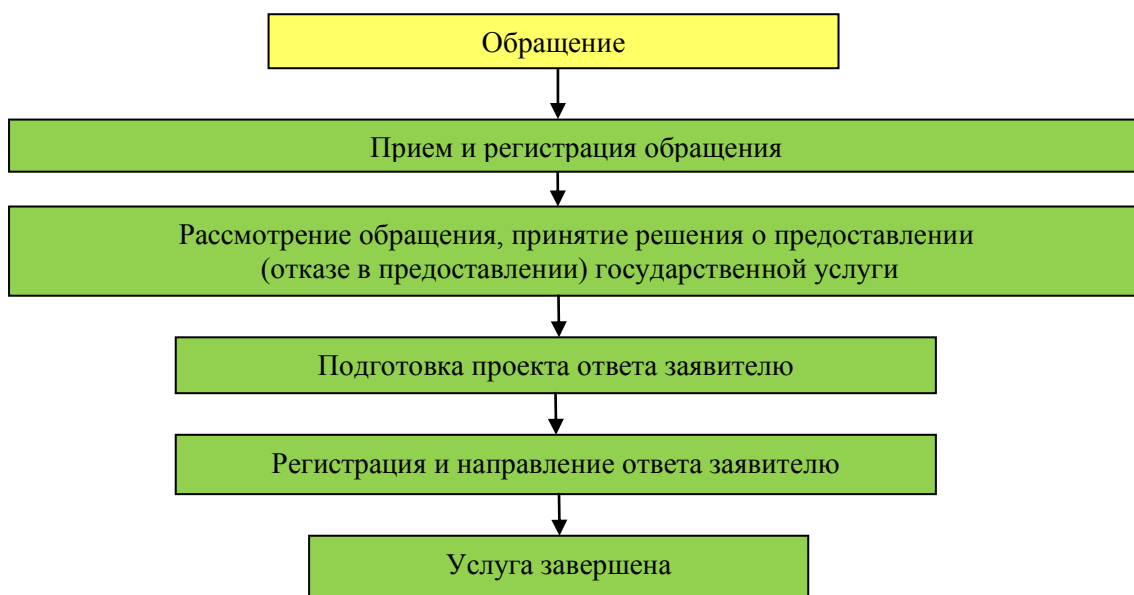 Обращение
Прием и регистрация обращения
Рассмотрение обращения, принятие решения о предоставлении
(отказе в предоставлении) государственной услуги
Подготовка проекта ответа заявителю
Регистрация и направление ответа заявителю
Услуга завершена